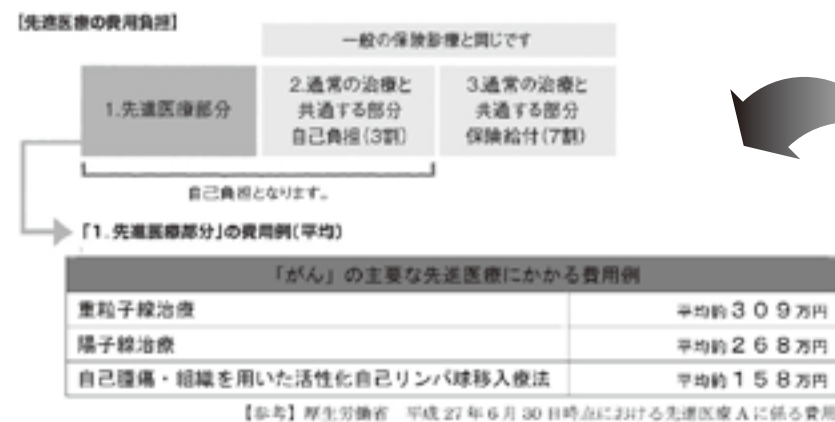 [先進医療の費用負担]
一般の保険診療と同じです
1.先進医療部分
2.通常の治療と
共通する部分
自己負担(3割)
3.通常の治療と
共通する部分
保険給付(7割)
自己負担となります。
「1.先進医療部分」の費用例(平均)
「がん」の主要な先進医療にかかる費用例
重粒子線治療
平均約309万円
陽子線治療
平均約268万円
自己腫瘍・組織を用いた活性化自己リンパ球移入療法
平均約158万円
【参考】厚生労働省 平成27年6月30日時点における先進医療Aに係る費用